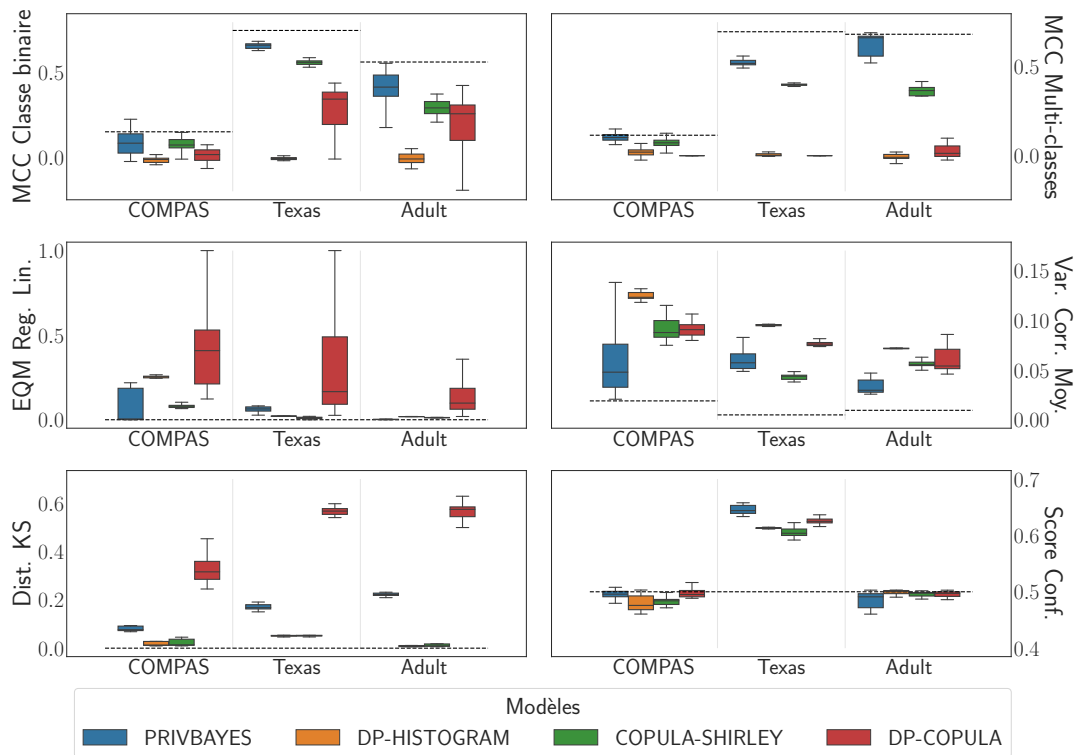 MCC Classe binaire
0.5
0.0
COMPAS
Texas
Adult
MCC Multi-classes
0.5
0.0
COMPAS
Texas
Adult
EQM Reg. Lin.
1.0
0.5
0.0
COMPAS
Texas
Adult
Var. Corr. Moy.
0.15
0.10
0.05
0.00
COMPAS
Texas
Adult
Dist. KS
0.6
0.4
0.2
0.0
COMPAS
Texas
Adult
Score Conf.
0.7
0.6
0.5
0.4
COMPAS
Texas
Adult
Modèles
PRIVBAYES
DP-HISTOGRAM
COPULA-SHIRLEY
DP-COPULA